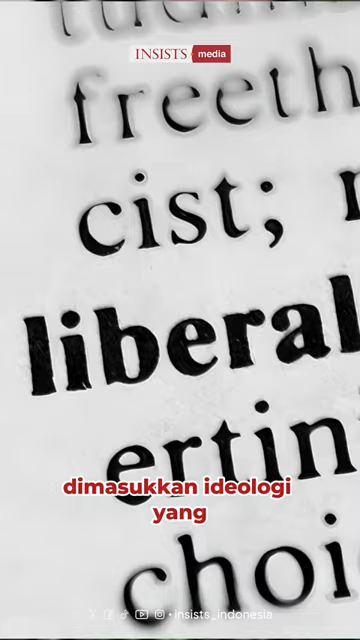 INSISTS media
freeth
cist;
liberal
ertin
dimasukkan ideologi
yang
choi
insists_indonesia